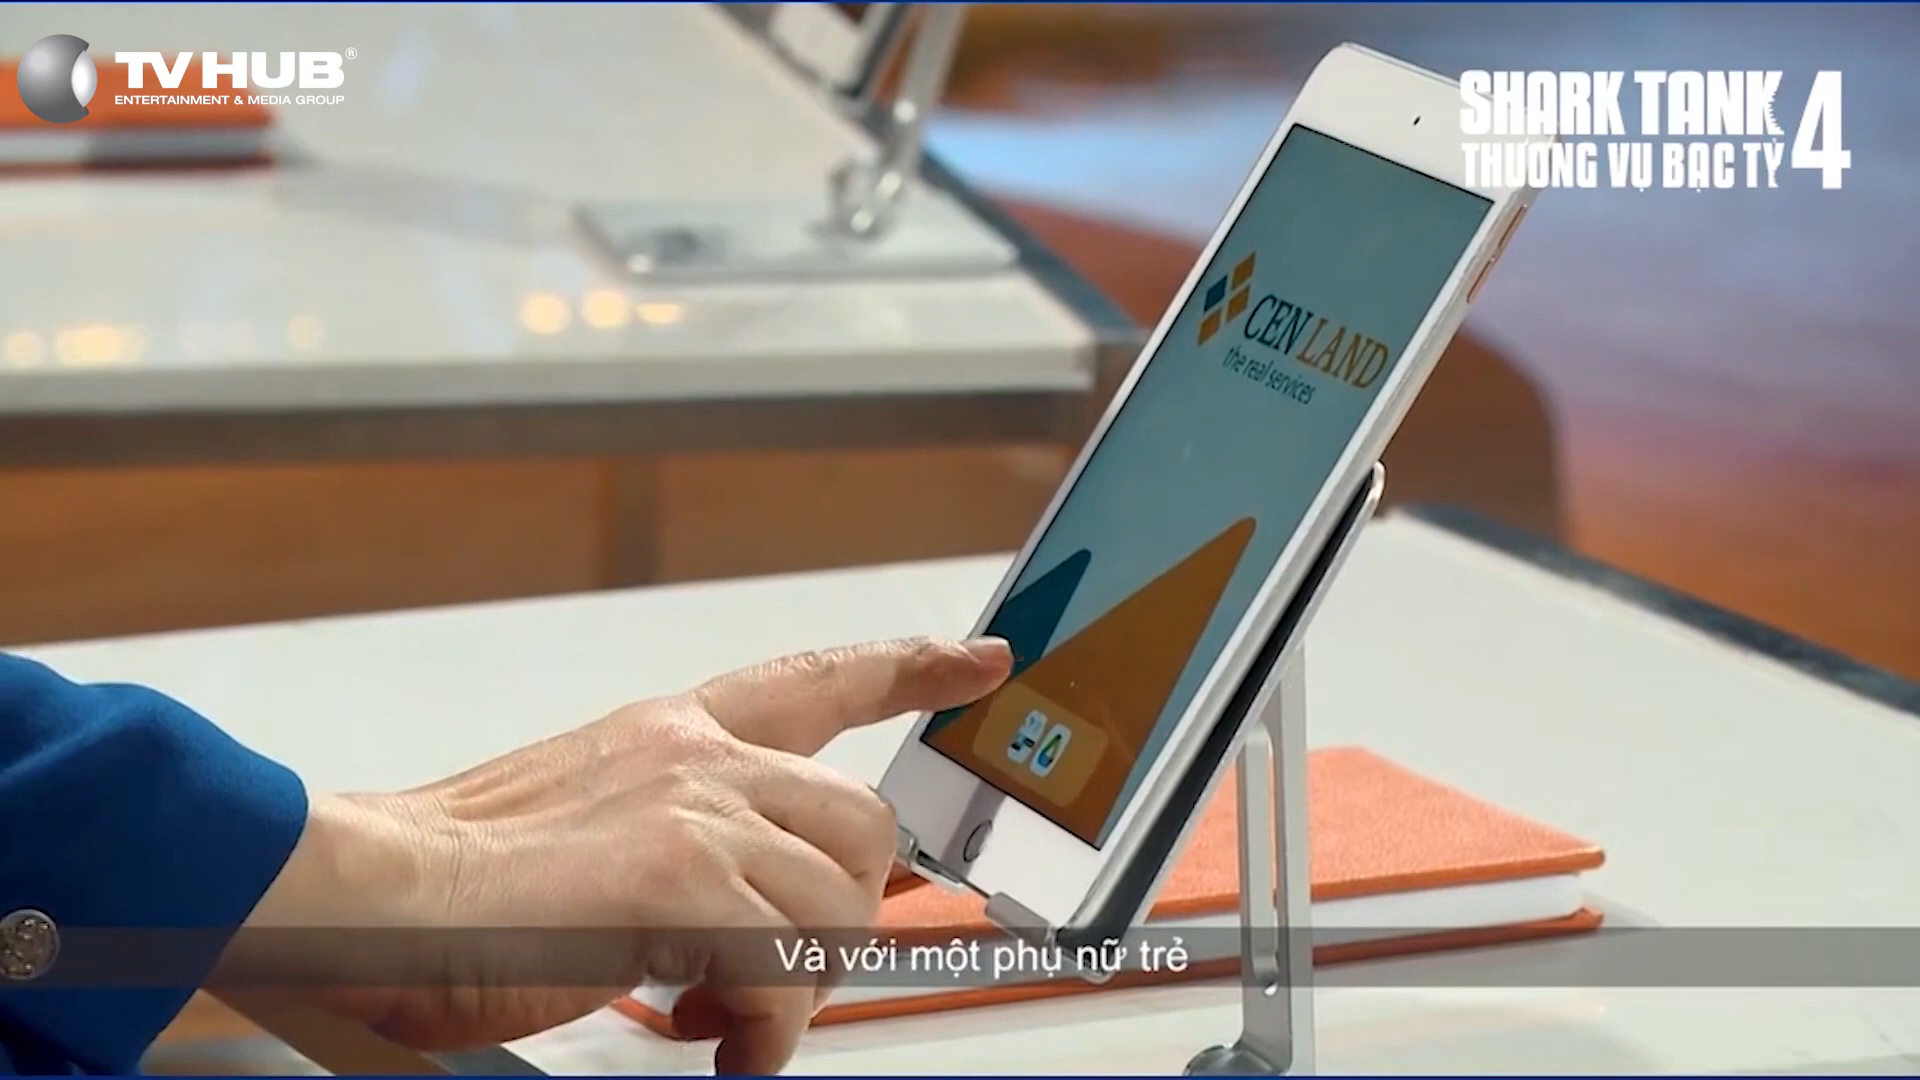 TV HUB®
ENTERTAINMENT & MEDIA GROUP
SHARK TANK
THƯƠNG VỤ BẠC TỶ 4
CEN LAND
the real services
Và với một phụ nữ trẻ